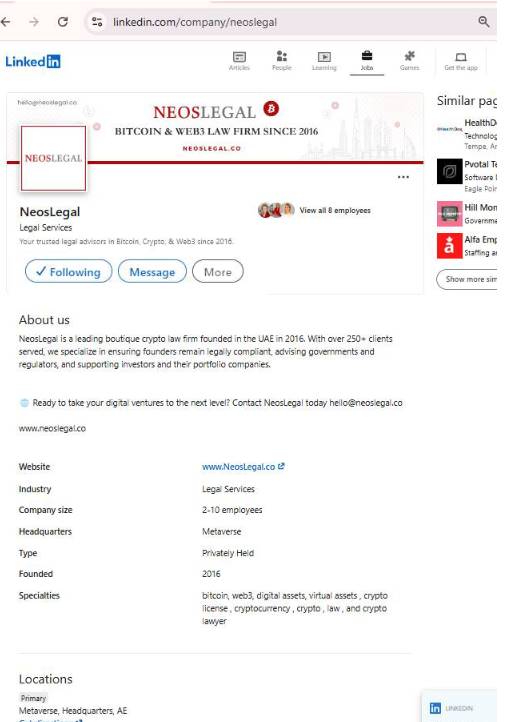 linkedin.com/company/neoslegal
Linked in
Articles
People
Learning
Jobs
Games
Get the app
hello@neoslegal.co
NEOSLEGAL
BITCOIN & WEB3 LAW FIRM SINCE 2016
NEOSLEGAL.CO
NEOSLEGAL
NeosLegal
Legal Services
Your trusted legal advisors in Bitcoin, Crypto, & Web3 since 2016.
View all 8 employees
✓ Following
Message
More
Similar pag
HealthD
Technolog
Tempe, Ar
Pvotal Te
Software
Eagle Poin
Hill Mon
Governme
Alfa Emp
Staffing a
Show more sim
About us
NeosLegal is a leading boutique crypto law firm founded in the UAE in 2016. With over 250+ clients
served, we specialize in ensuring founders remain legally compliant, advising governments and
regulators, and supporting investors and their portfolio companies.
🌐 Ready to take your digital ventures to the next level? Contact NeosLegal today hello@neoslegal.co
www.neoslegal.co
Website www.NeosLegal.co
Industry Legal Services
Company size 2-10 employees
Headquarters Metaverse
Type Privately Held
Founded 2016
Specialties bitcoin, web3, digital assets, virtual assets , crypto
license , cryptocurrency , crypto , law , and crypto
lawyer
Locations
Primary
Metaverse, Headquarters, AE
in LINKEDIN